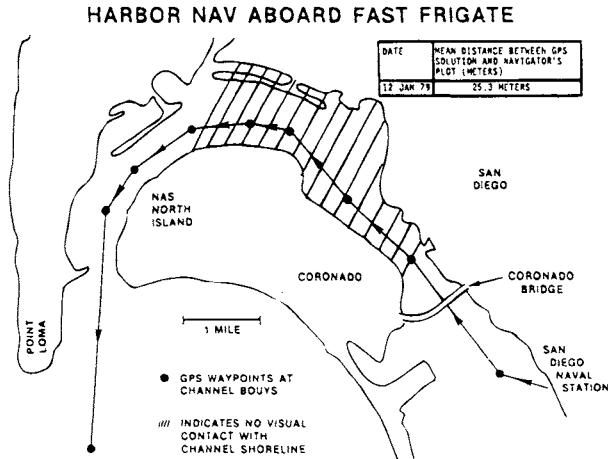 HARBOR NAV ABOARD FAST FRIGATE
DATE
MEAN DISTANCE BETWEEN GPS
SOLUTION AND NAVIGATOR'S
PLOT (METERS)
12 JAN 79
25.3 METERS
SAN
DIEGO
NAS
NORTH
ISLAND
CORONADO
CORONADO
BRIDGE
1 MILE
POINT
LOMA
SAN
DIEGO
NAVAL
STATION
GPS WAYPOINTS AT
CHANNEL BOUYS
INDICATES NO VISUAL
CONTACT WITH
CHANNEL SHORELINE